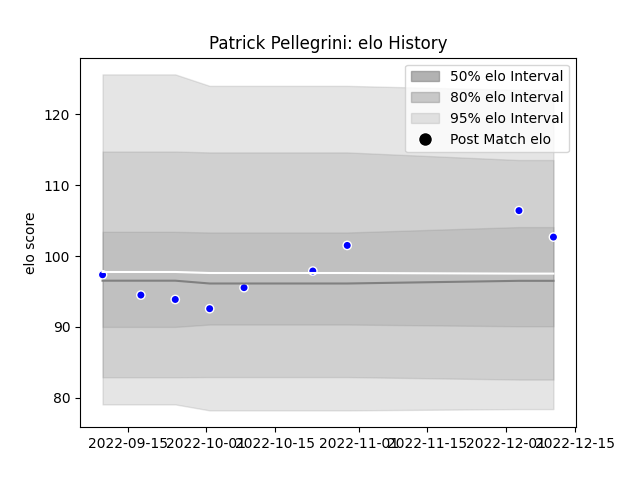 Patrick Pellegrini: elo History
50% elo Interval
80% elo Interval
95% elo Interval
Post Match elo
elo score
120
110
100
90
80
2022-09-15 2022-10-01 2022-10-15 2022-11-01 2022-11-15 2022-12-01 2022-12-15